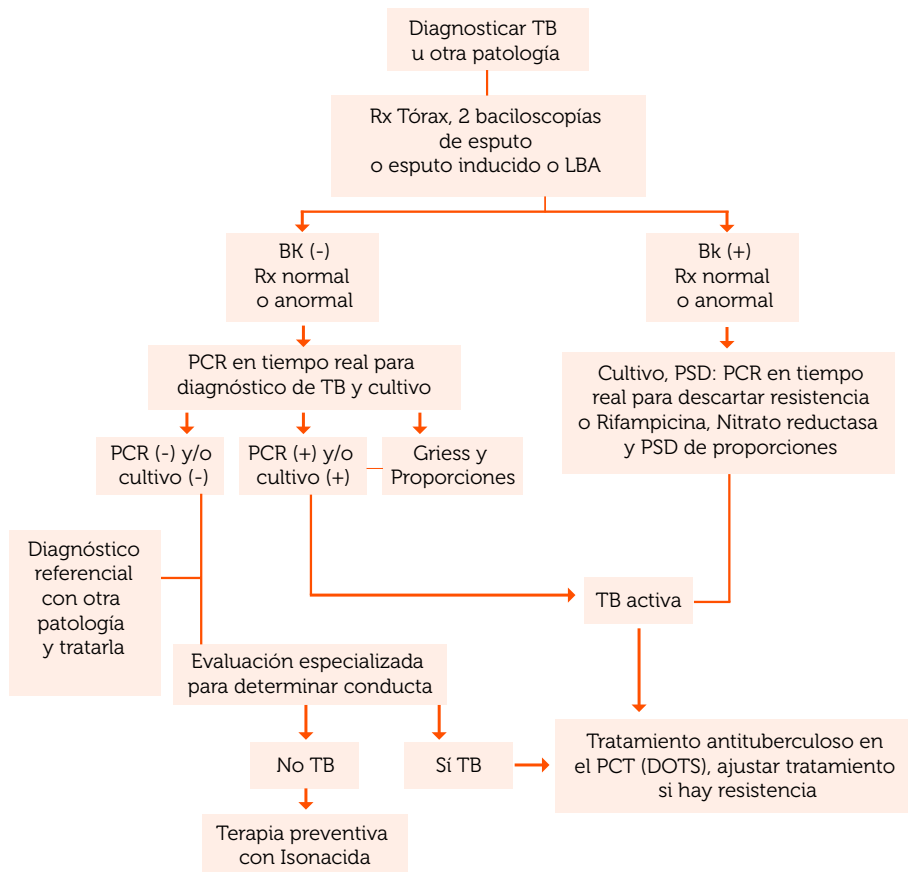 Diagnosticar TB
u otra patología
Rx Tórax, 2 baciloscopías
de esputo
o esputo inducido o LBA
BK (-)
Rx normal
o anormal
Bk (+)
Rx normal
o anormal
PCR en tiempo real para
diagnóstico de TB y cultivo
Cultivo, PSD: PCR en tiempo
real para descartar resistencia
o Rifampicina, Nitrato reductasa
y PSD de proporciones
PCR (-) y/o
cultivo (-)
PCR (+) y/o
cultivo (+)
Griess y
Proporciones
Diagnóstico
referencial
con otra
patología
y tratarla
TB activa
Evaluación especializada
para determinar conducta
No TB
Sí TB
Tratamiento antituberculoso en
el PCT (DOTS), ajustar tratamiento
si hay resistencia
Terapia preventiva
con Isonacida